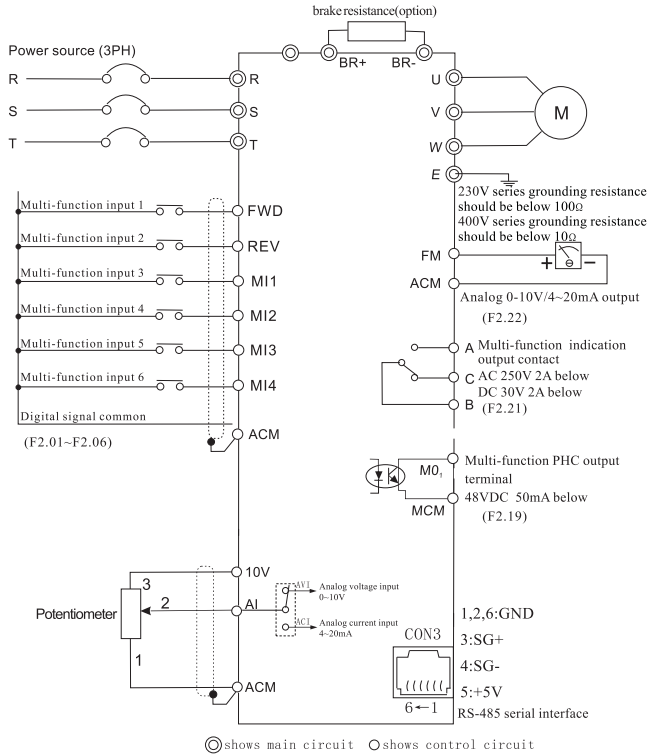 brake resistance(option)
Power source (3PH)
BR+ BR-
R R U
S S V M
T T W
E
230V series grounding resistance
should be below 100Ω
400V series grounding resistance
should be below 10Ω
Multi-function input 1 FWD
Multi-function input 2 REV
Multi-function input 3 MI1
Multi-function input 4 MI2
Multi-function input 5 MI3
Multi-function input 6 MI4
Digital signal common
(F2.01~F2.06)
ACM
FM + -
ACM
Analog 0-10V/4~20mA output
(F2.22)
A Multi-function indication
output contact
C AC 250V 2A below
DC 30V 2A below
B (F2.21)
M0₁ Multi-function PHC output
terminal
MCM 48VDC 50mA below
(F2.19)
10V
3
Potentiometer 2 AI
1
ACM
AVI Analog voltage input
0~10V
ACI Analog current input
4~20mA
CON3
6←1
1,2,6:GND
3:SG+
4:SG-
5:+5V
RS-485 serial interface
shows main circuit shows control circuit